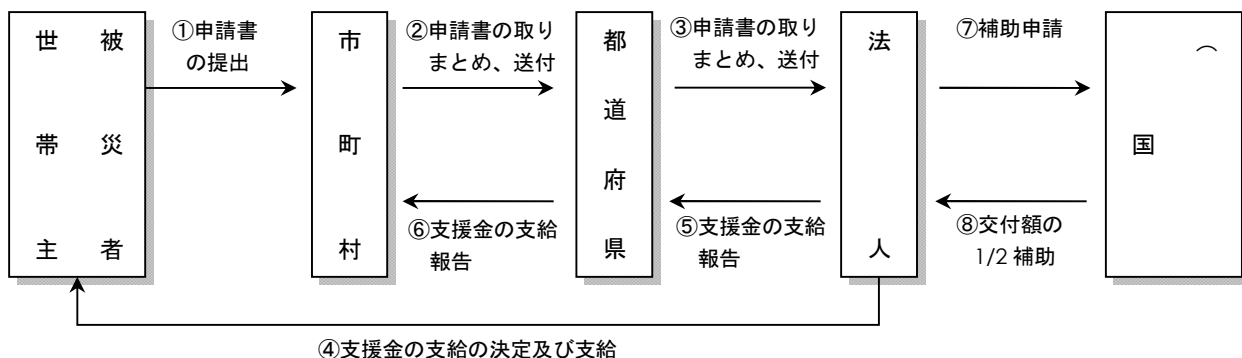 被災者
世帯主
①申請書
の提出
市町村
②申請書の取り
まとめ、送付
都道府県
③申請書の取り
まとめ、送付
法人
⑦補助申請
︵
国
⑥支援金の支給
報告
⑤支援金の支給
報告
⑧交付額の
1/2 補助
④支援金の支給の決定及び支給